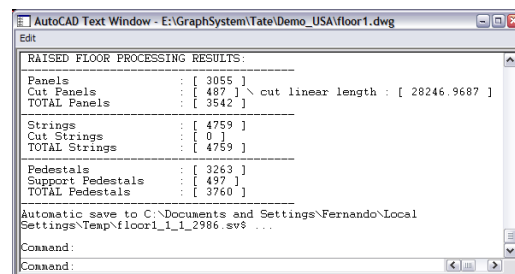 AutoCAD Text Window - E:\GraphSystem\Tate\Demo_USA\floor1.dwg
Edit
RAISED FLOOR PROCESSING RESULTS:
Panels : [ 3055 ]
Cut Panels : [ 487 ] \ cut linear length : [ 28246.9687 ]
TOTAL Panels : [ 3542 ]
Strings : [ 4759 ]
Cut Strings : [ 0 ]
TOTAL Strings : [ 4759 ]
Pedestals : [ 3263 ]
Support Pedestals : [ 497 ]
TOTAL Pedestals : [ 3760 ]
Automatic save to C:\Documents and Settings\Fernando\Local
Settings\Temp\floor1_1_1_2986.sv$ ...
Command:
Command: